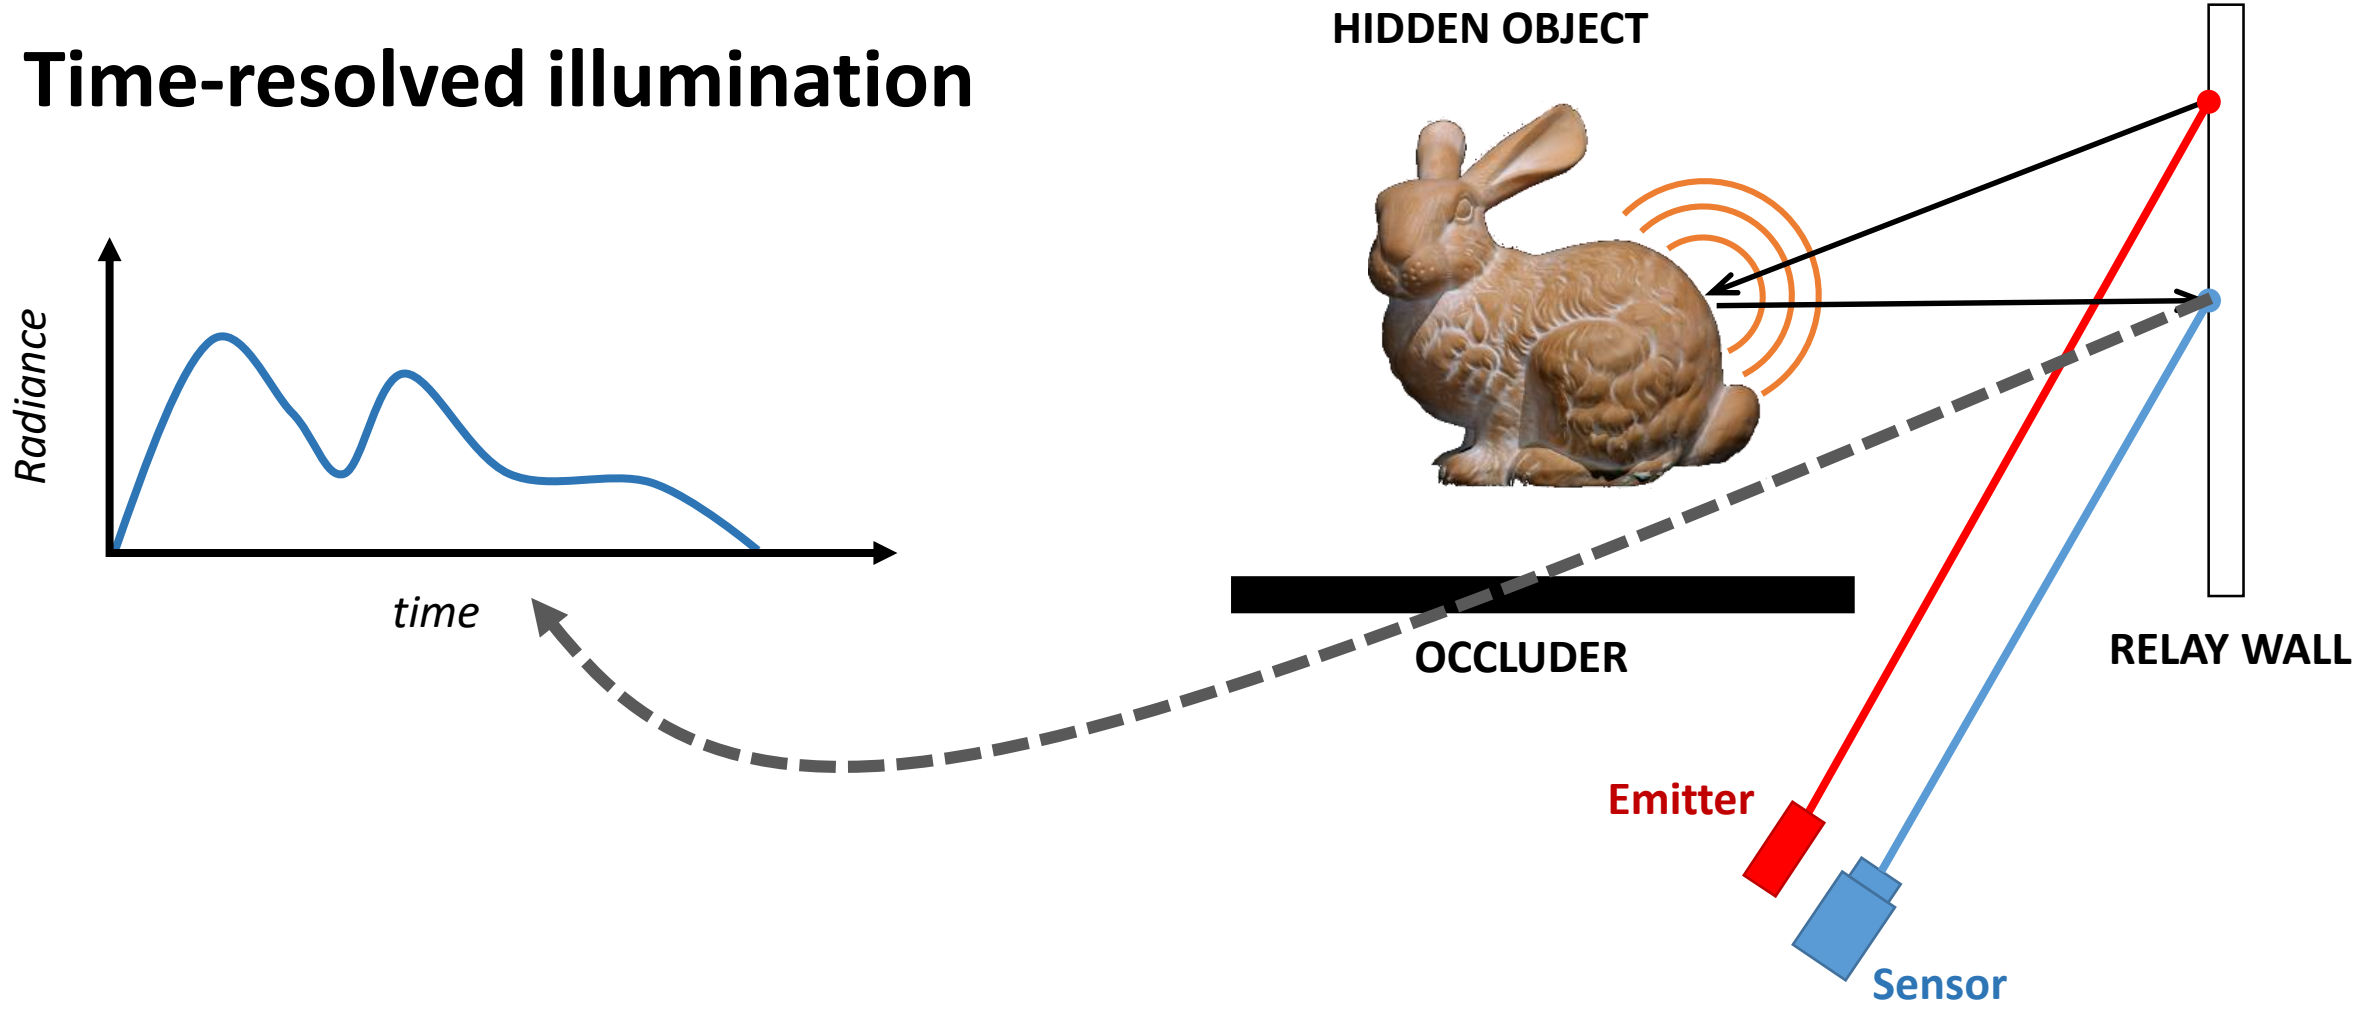 Time-resolved illumination
HIDDEN OBJECT
Radiance
time
OCCLUDER
RELAY WALL
Emitter
Sensor